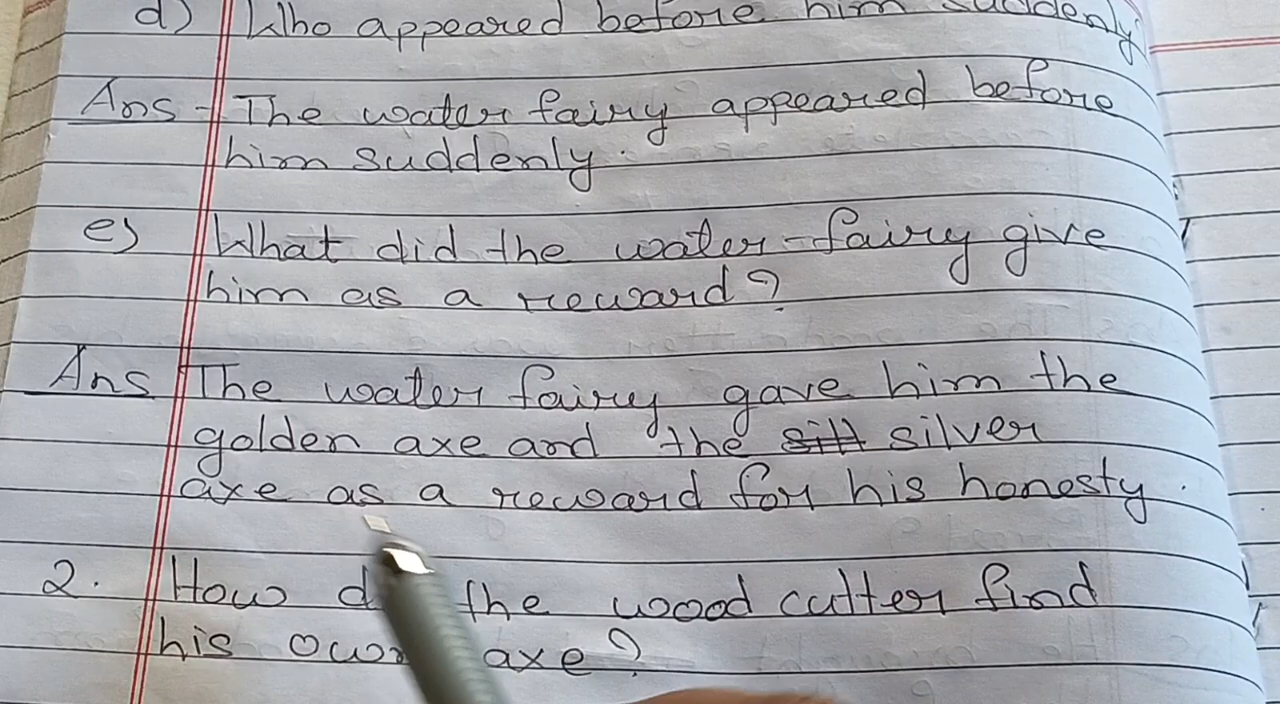 d) Who appeared before him suddenly
Ans - The water fairy appeared before
him suddenly.
e) What did the water-fairy give
him as a reward?
Ans The water fairy gave him the
golden axe and the silver
axe as a reward for his honesty.
2. How the wood cutter find
his own axe?